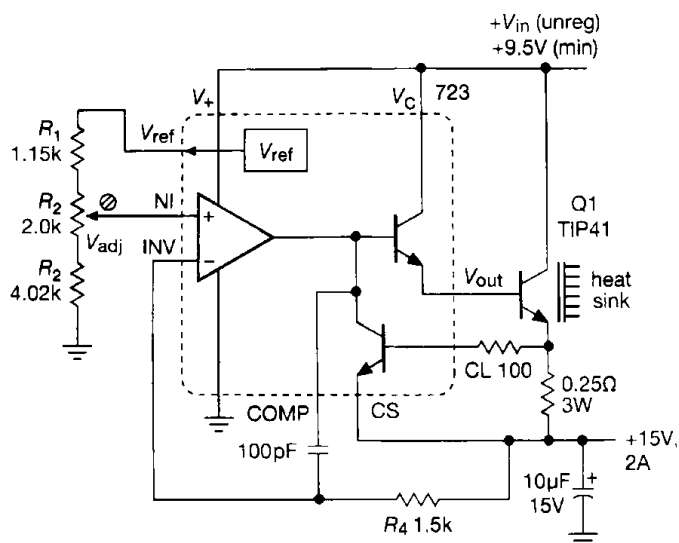 +Vin (unreg)
+9.5V (min)
V+
VC
723
R1
1.15k
Vref
Vref
R2
2.0k
NI
Vadj
INV
R2
4.02k
+
−
Q1
TIP41
Vout
heat
sink
CL 100
0.25Ω
3W
COMP
CS
100pF
+15V,
2A
10μF
15V
+
R4 1.5k